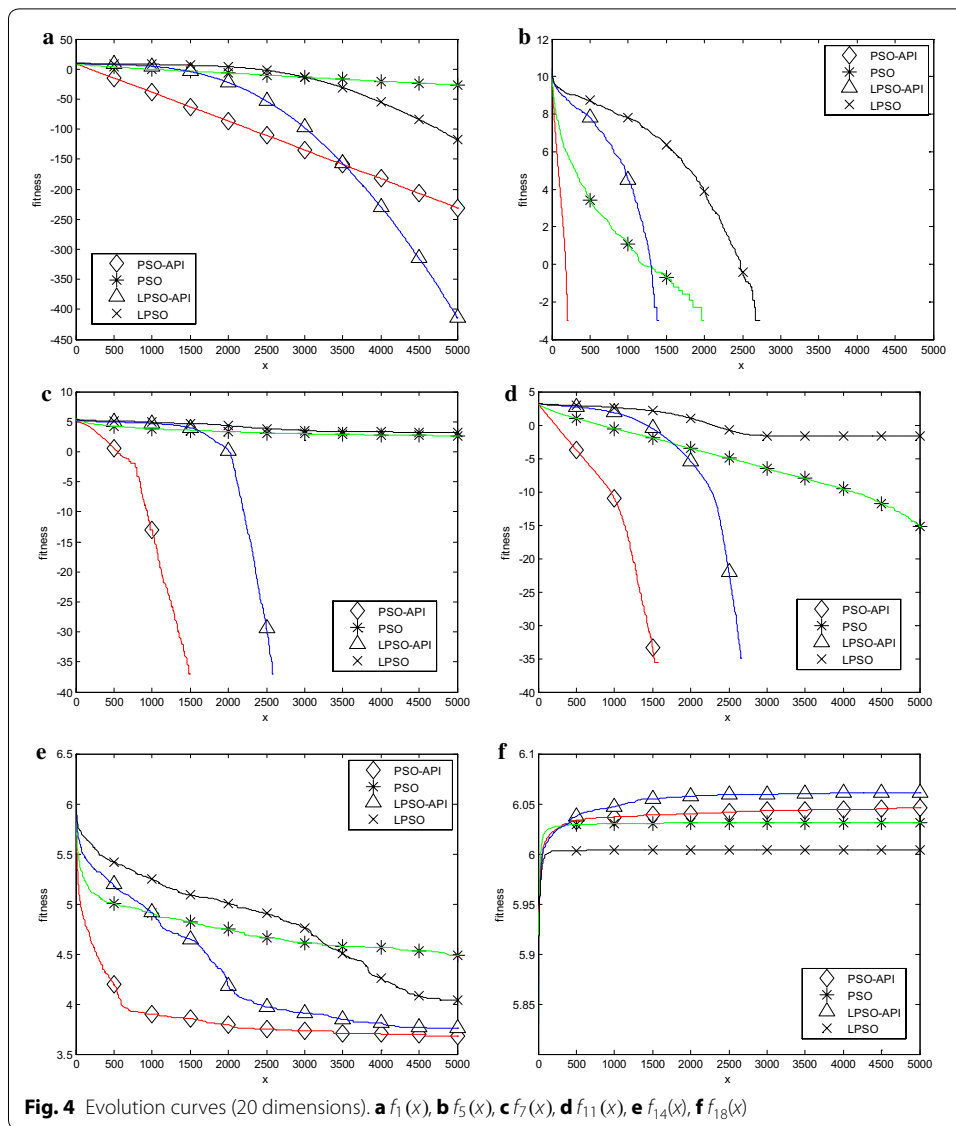 a
50
0
-50
-100
-150
-200
-250
-300
-350
-400
-450
fitness
0 500 1000 1500 2000 2500 3000 3500 4000 4500 5000
x
PSO-API
PSO
LPSO-API
LPSO
b
12
10
8
6
4
2
0
-2
-4
fitness
0 500 1000 1500 2000 2500 3000 3500 4000 4500 5000
x
PSO-API
PSO
LPSO-API
LPSO
c
10
5
0
-5
-10
-15
-20
-25
-30
-35
-40
fitness
0 500 1000 1500 2000 2500 3000 3500 4000 4500 5000
x
PSO-API
PSO
LPSO-API
LPSO
d
5
0
-5
-10
-15
-20
-25
-30
-35
-40
fitness
0 500 1000 1500 2000 2500 3000 3500 4000 4500 5000
x
PSO-API
PSO
LPSO-API
LPSO
e
6.5
6
5.5
5
4.5
4
3.5
fitness
0 500 1000 1500 2000 2500 3000 3500 4000 4500 5000
x
PSO-API
PSO
LPSO-API
LPSO
f
6.1
6.05
6
5.95
5.9
5.85
fitness
0 500 1000 1500 2000 2500 3000 3500 4000 4500 5000
x
PSO-API
PSO
LPSO-API
LPSO
Fig. 4 Evolution curves (20 dimensions). a f1(x), b f5(x), c f7(x), d f11(x), e f14(x), f f18(x)